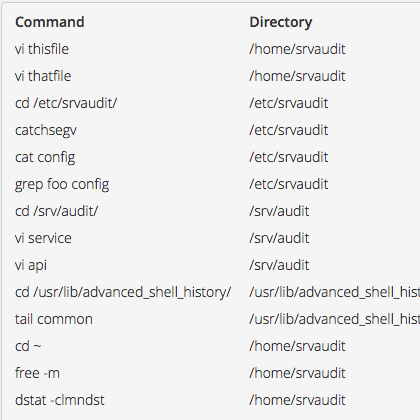 Command Directory
vi thisfile /home/srvaudit
vi thatfile /home/srvaudit
cd /etc/srvaudit/ /etc/srvaudit
catchsegv /etc/srvaudit
cat config /etc/srvaudit
grep foo config /etc/srvaudit
cd /srv/audit/ /srv/audit
vi service /srv/audit
vi api /srv/audit
cd /usr/lib/advanced_shell_history/ /usr/lib/advanced_shell_hist
tail common /usr/lib/advanced_shell_hist
cd ~ /home/srvaudit
free -m /home/srvaudit
dstat -clmndst /home/srvaudit